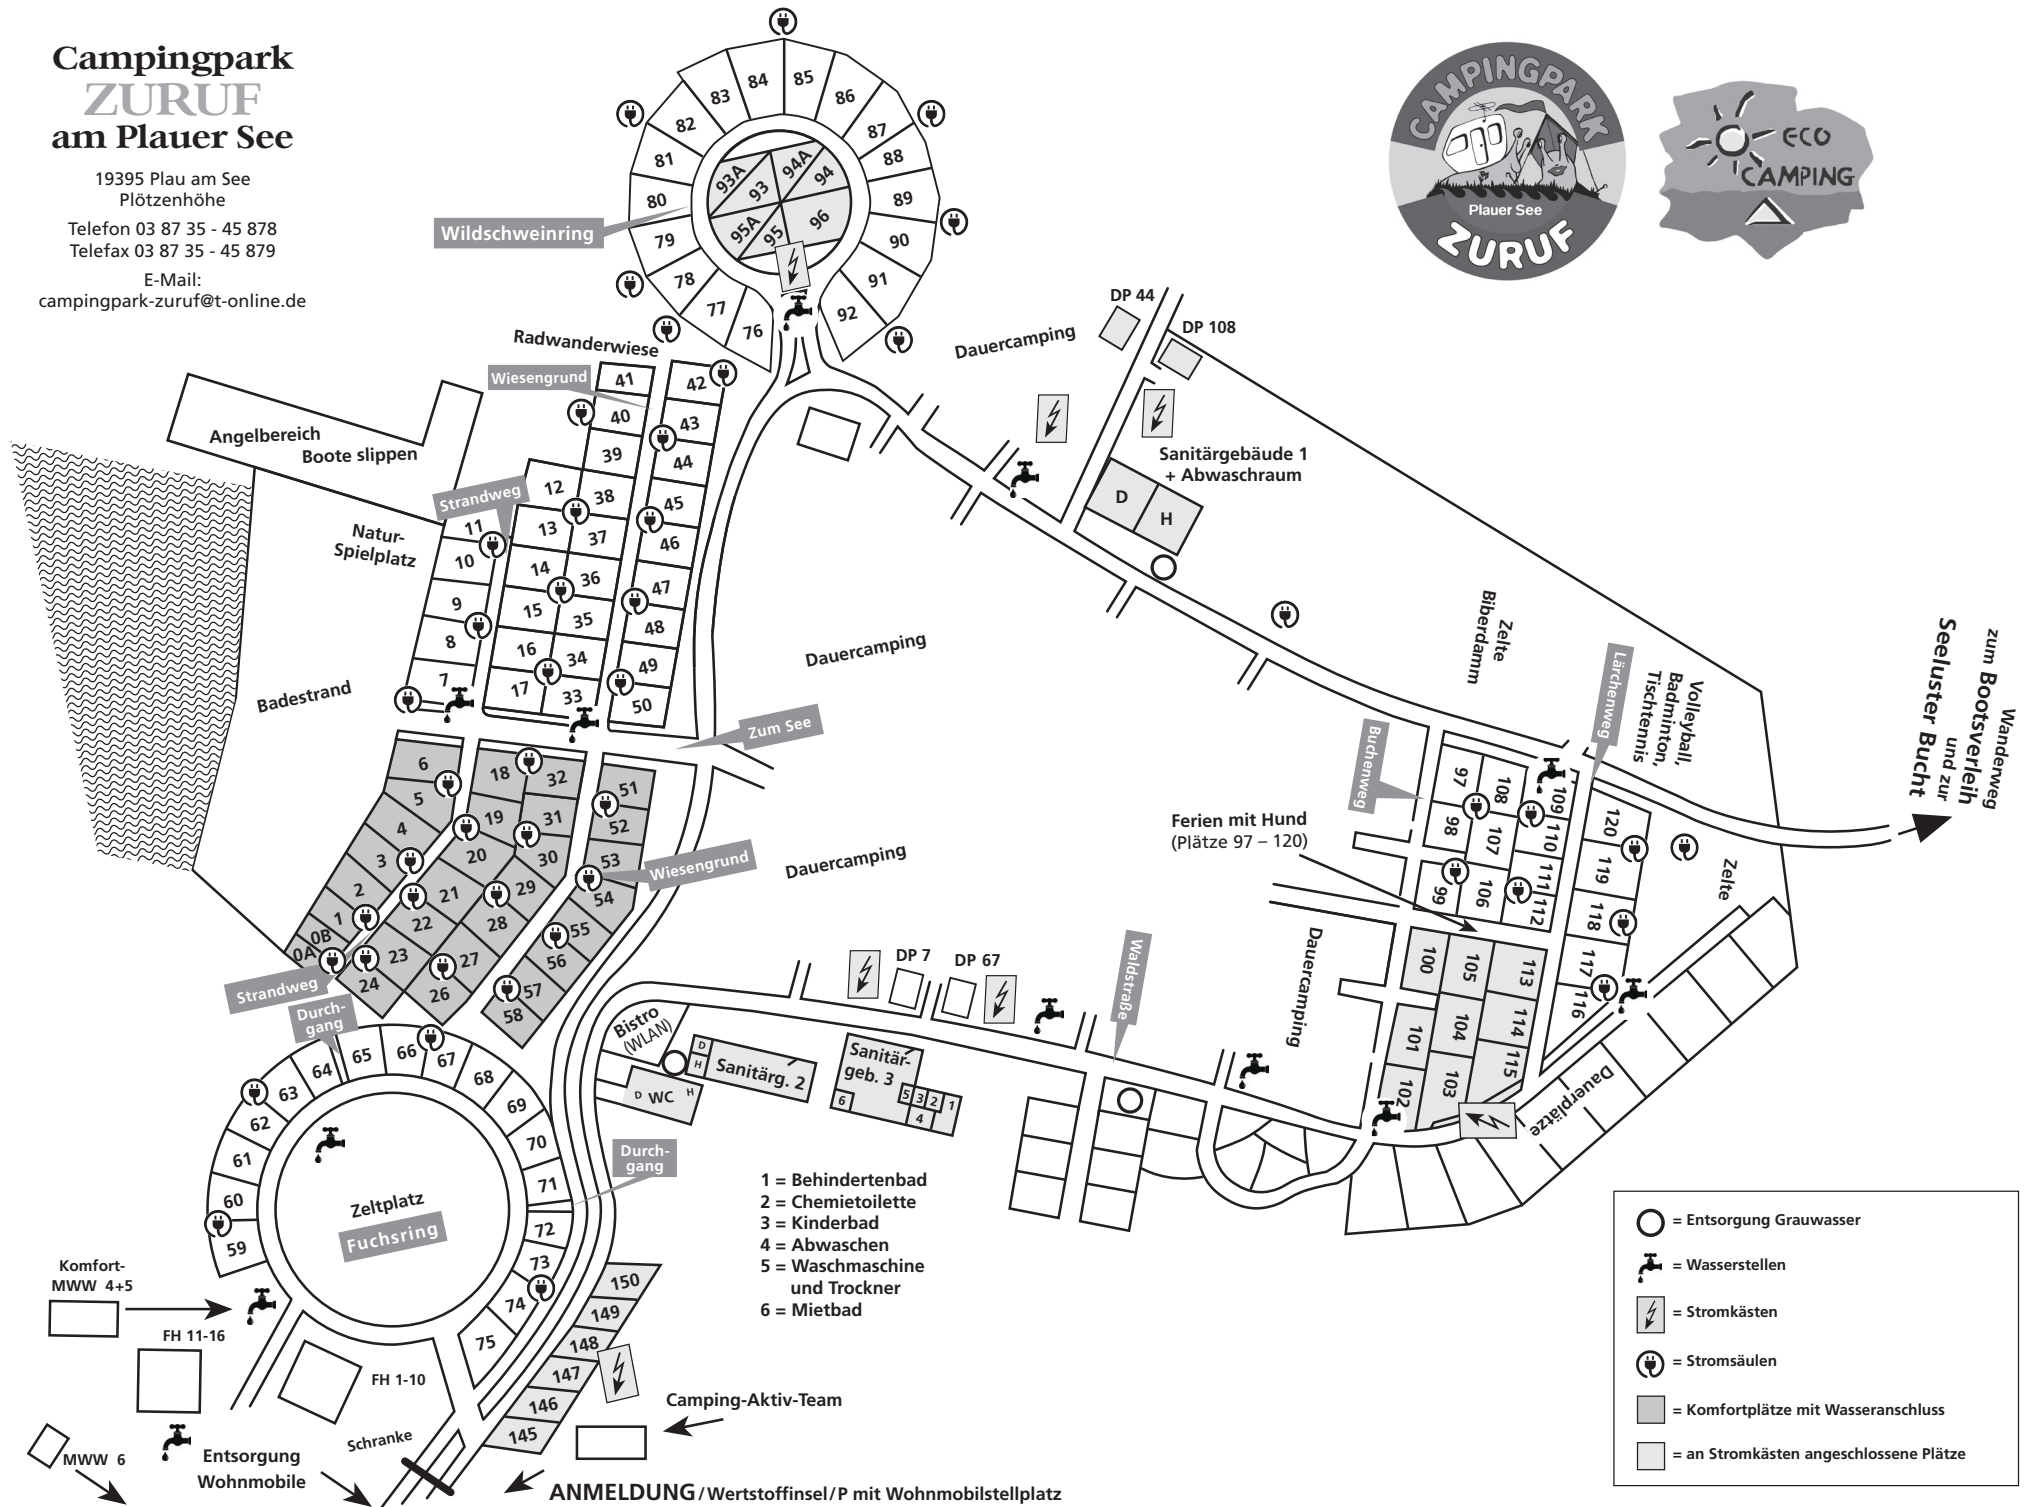 Campingpark
ZURUF
am Plauer See
19395 Plau am See
Plötzenhöhe
Telefon 03 87 35 - 45 878
Telefax 03 87 35 - 45 879
E-Mail:
campingpark-zuruf@t-online.de
CAMPINGPARK
Plauer See
ZURUF
ECO
CAMPING
Wildschweinring
76
77
78
79
80
81
82
83
84
85
86
87
88
89
90
91
92
93A
93
94A
94
95A
95
96
Radwanderwiese
Wiesengrund
Angelbereich
Boote slippen
Strandweg
Natur-
Spielplatz
Badestrand
41
40
39
38
37
36
35
34
33
42
43
44
45
46
47
48
49
50
12
13
14
15
16
17
11
10
9
8
7
Dauercamping
DP 44
DP 108
Sanitärgebäude 1
+ Abwaschraum
D
H
Dauercamping
Zum See
Dauercamping
Wiesengrund
6
5
4
3
2
1
0B
0A
18
19
20
21
22
23
24
32
31
30
29
28
27
26
51
52
53
54
55
56
57
58
Strandweg
Durch-
gang
Zelte
Biberdamm
Lärchenweg
Volleyball,
Badminton,
Tischtennis
Wanderweg
zum Bootsverleih
und zur
Seeluster Bucht
Buchenweg
Ferien mit Hund
(Plätze 97 – 120)
97
98
99
108
107
106
109
110
111
112
120
119
118
117
116
100
101
102
105
104
103
113
114
115
Zelte
Dauercamping
Dauerplätze
Waldstraße
DP 7
DP 67
Bistro
(WLAN)
D
H
Sanitärg. 2
D WC H
Sanitär-
geb. 3
6
5
3
2
1
4
59
60
61
62
63
64
65
66
67
68
69
70
71
72
73
74
75
Zeltplatz
Fuchsring
Durch-
gang
1 = Behindertenbad
2 = Chemietoilette
3 = Kinderbad
4 = Abwaschen
5 = Waschmaschine
und Trockner
6 = Mietbad
150
149
148
147
146
145
Komfort-
MWW 4+5
FH 11-16
FH 1-10
MWW 6
Entsorgung
Wohnmobile
Schranke
Camping-Aktiv-Team
ANMELDUNG/Wertstoffinsel/P mit Wohnmobilstellplatz
= Entsorgung Grauwasser
= Wasserstellen
= Stromkästen
= Stromsäulen
= Komfortplätze mit Wasseranschluss
= an Stromkästen angeschlossene Plätze